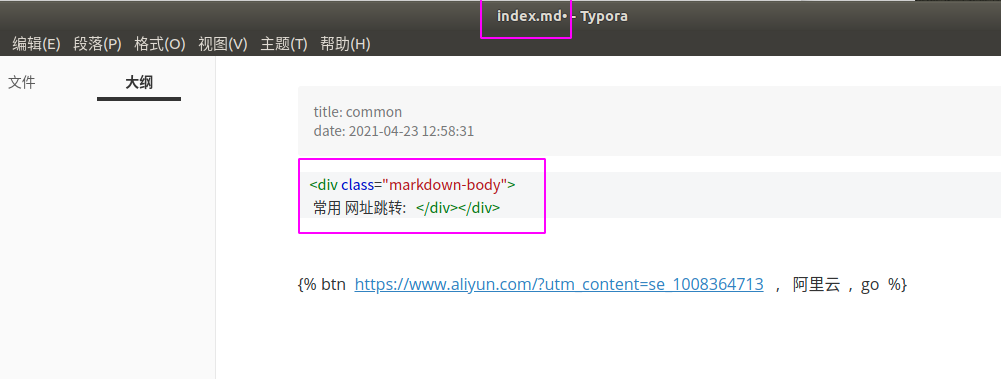 index.md• - Typora
编辑(E) 段落(P) 格式(O) 视图(V) 主题(T) 帮助(H)
文件 大纲
title: common
date: 2021-04-23 12:58:31
<div class="markdown-body">
常用 网址跳转: </div></div>
{% btn https://www.aliyun.com/?utm_content=se_1008364713 , 阿里云 , go %}